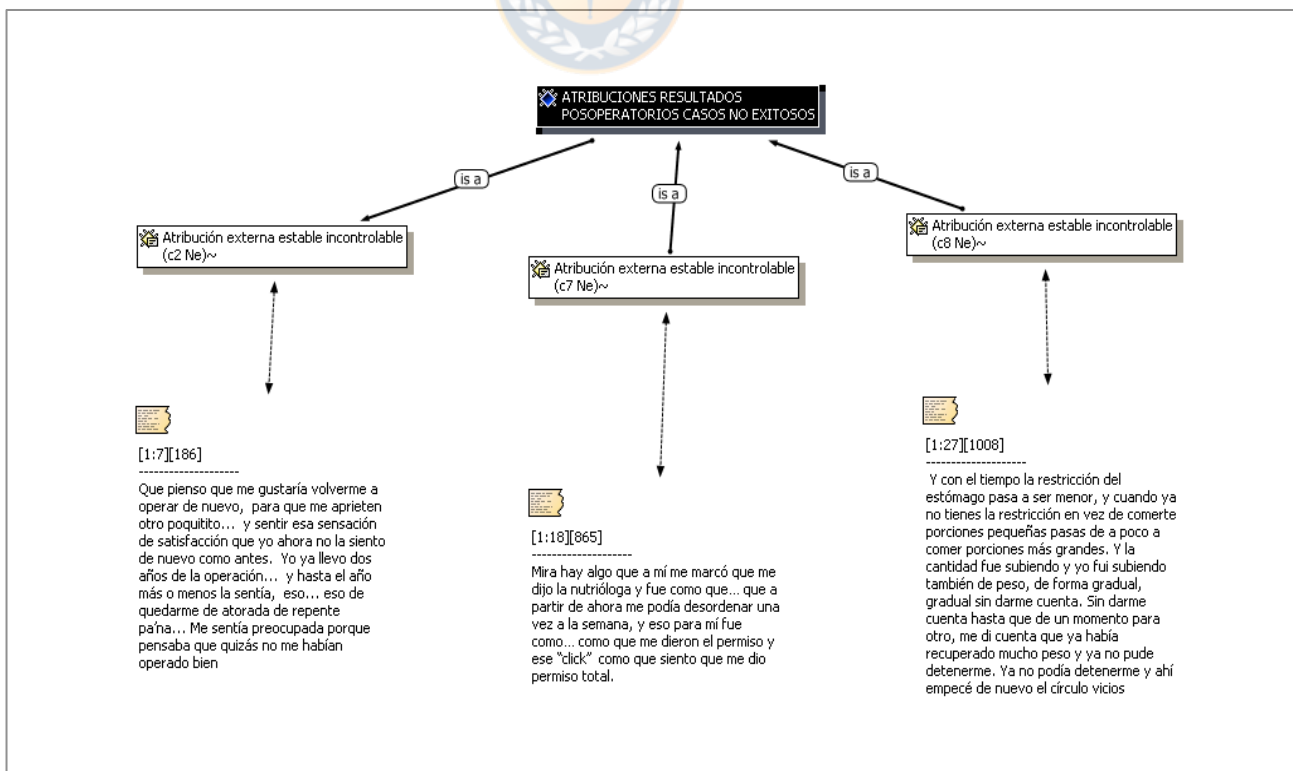 ATRIBUCIONES RESULTADOS
POSOPERATORIOS CASOS NO EXITOSOS
is a
is a
is a
Atribución externa estable incontrolable
(c2 Ne)~
Atribución externa estable incontrolable
(c7 Ne)~
Atribución externa estable incontrolable
(c8 Ne)~
[1:7][186]
--------------------
Que pienso que me gustaría volverme a
operar de nuevo,  para que me aprieten
otro poquitito... y sentir esa sensación
de satisfacción que yo ahora no la siento
de nuevo como antes.  Yo ya llevo dos
años de la operación... y hasta el año
más o menos la sentía,  eso... eso de
quedarme de atorada de repente
pa'na... Me sentía preocupada porque
pensaba que quizás no me habían
operado bien
[1:18][865]
--------------------
Mira hay algo que a mí me marcó que me
dijo la nutrióloga y fue como que... que a
partir de ahora me podía desordenar una
vez a la semana, y eso para mí fue
como... como que me dieron el permiso y
ese "click"  como que siento que me dio
permiso total.
[1:27][1008]
--------------------
Y con el tiempo la restricción del
estómago pasa a ser menor, y cuando ya
no tienes la restricción en vez de comerte
porciones pequeñas pasas de a poco a
comer porciones más grandes. Y la
cantidad fue subiendo y yo fui subiendo
también de peso, de forma gradual,
gradual sin darme cuenta. Sin darme
cuenta hasta que de un momento para
otro, me di cuenta que ya había
recuperado mucho peso y ya no pude
detenerme. Ya no podía detenerme y ahí
empecé de nuevo el círculo vicios